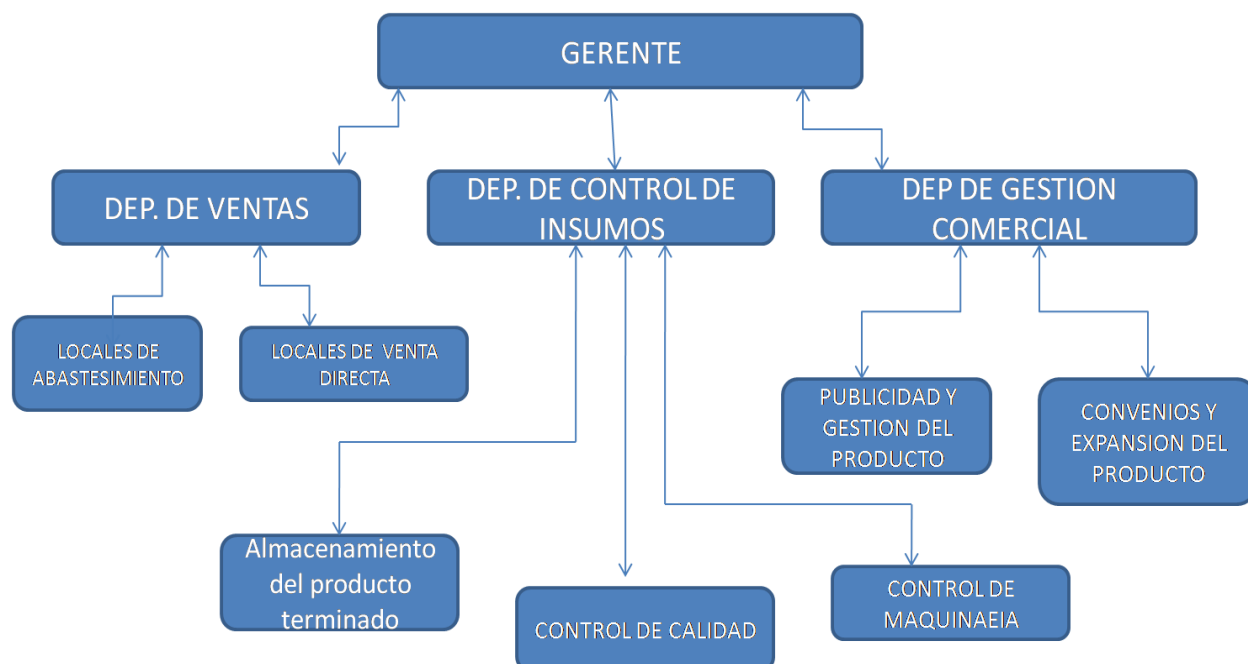 GERENTE
DEP. DE VENTAS
DEP. DE CONTROL DE
INSUMOS
DEP DE GESTION
COMERCIAL
LOCALES DE
ABASTESIMIENTO
LOCALES DE VENTA
DIRECTA
PUBLICIDAD Y
GESTION DEL
PRODUCTO
CONVENIOS Y
EXPANSION DEL
PRODUCTO
Almacenamiento
del producto
terminado
CONTROL DE CALIDAD
CONTROL DE
MAQUINAEIA